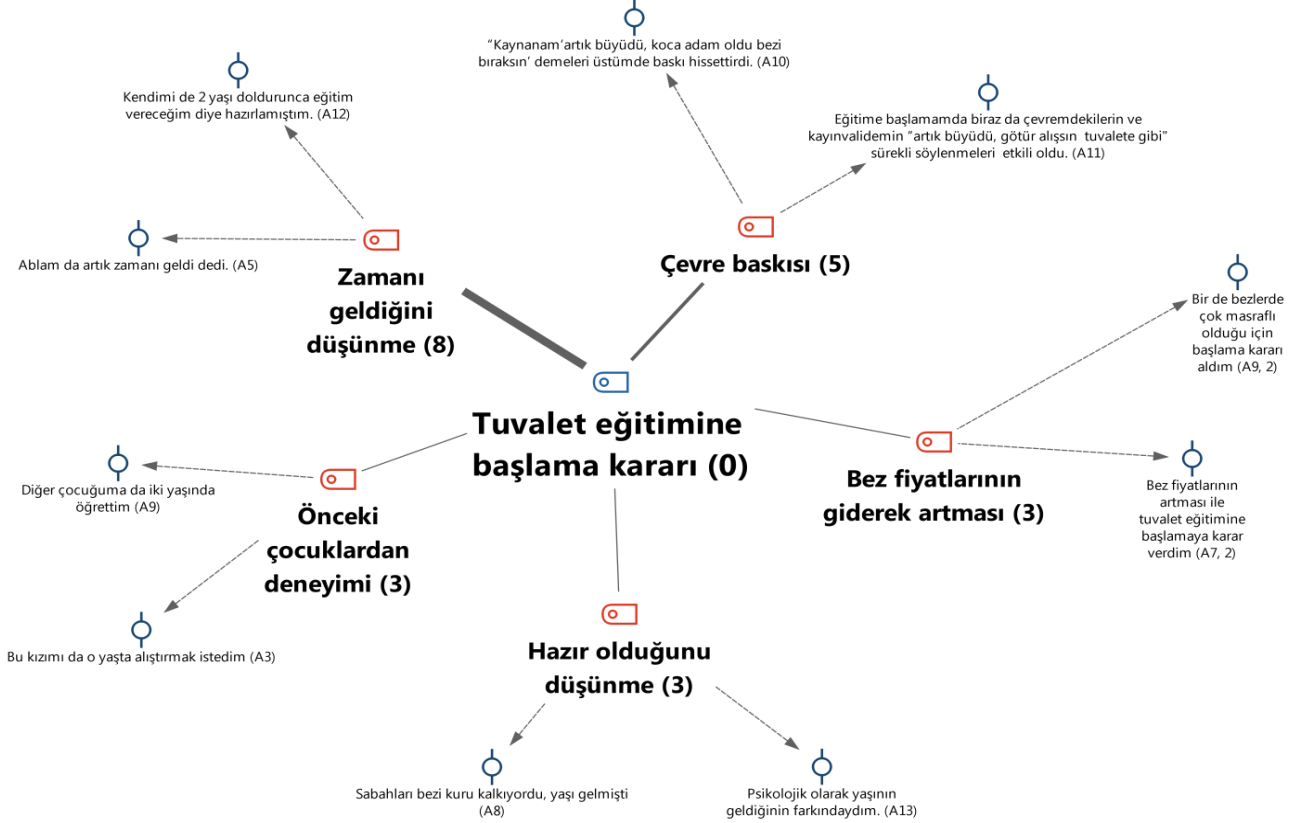 “Kaynanam‘artık büyüdü, koca adam oldu bezi
bıraksın’ demeleri üstümde baskı hissettirdi. (A10)
Kendimi de 2 yaşı doldurunca eğitim
vereceğim diye hazırlamıştım. (A12)
Eğitime başlamamda biraz da çevremdekilerin ve
kayınvalidemin "artık büyüdü, götür alışsın  tuvalete gibi"
sürekli söylenmeleri  etkili oldu. (A11)
Ablam da artık zamanı geldi dedi. (A5)
Zamanı
geldiğini
düşünme (8)
Çevre baskısı (5)
Bir de bezlerde
çok masraflı
olduğu için
başlama kararı
aldım (A9, 2)
Tuvalet eğitimine
başlama kararı (0)
Bez fiyatlarının
giderek artması (3)
Bez fiyatlarının
artması ile
tuvalet eğitimine
başlamaya karar
verdim (A7, 2)
Diğer çocuğuma da iki yaşında
öğrettim (A9)
Önceki
çocuklardan
deneyimi (3)
Bu kızımı da o yaşta alıştırmak istedim (A3)
Hazır olduğunu
düşünme (3)
Sabahları bezi kuru kalkıyordu, yaşı gelmişti
(A8)
Psikolojik olarak yaşının
geldiğinin farkındaydım. (A13)